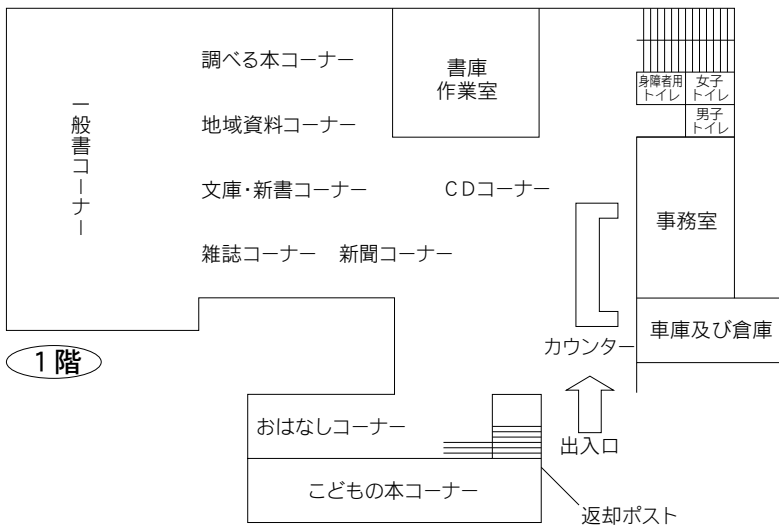 調べる本コーナー
書庫
作業室
身障者用
トイレ
女子
トイレ
男子
トイレ
一般書コーナー
地域資料コーナー
文庫・新書コーナー
CDコーナー
事務室
雑誌コーナー
新聞コーナー
車庫及び倉庫
カウンター
1階
おはなしコーナー
出入口
こどもの本コーナー
返却ポスト